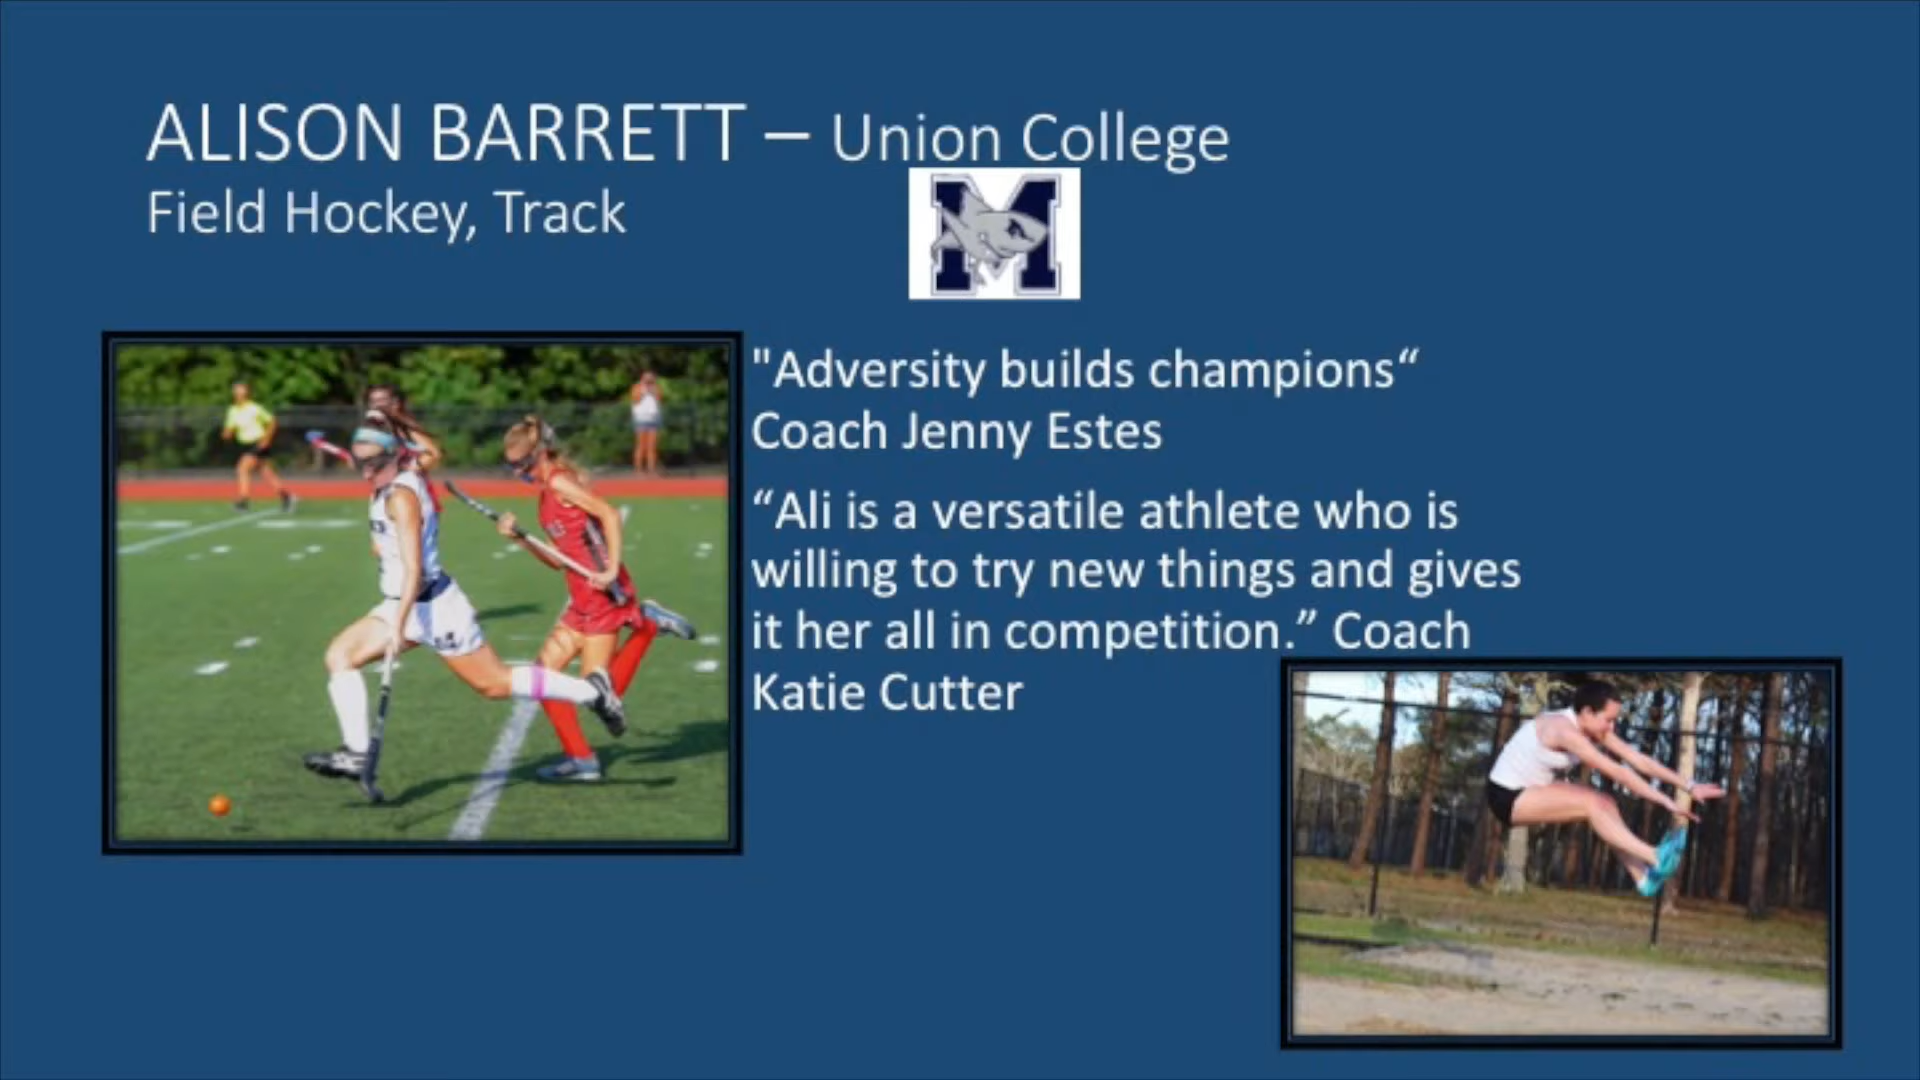 ALISON BARRETT – Union College
Field Hockey, Track
M
"Adversity builds champions“
Coach Jenny Estes
“Ali is a versatile athlete who is
willing to try new things and gives
it her all in competition.” Coach
Katie Cutter